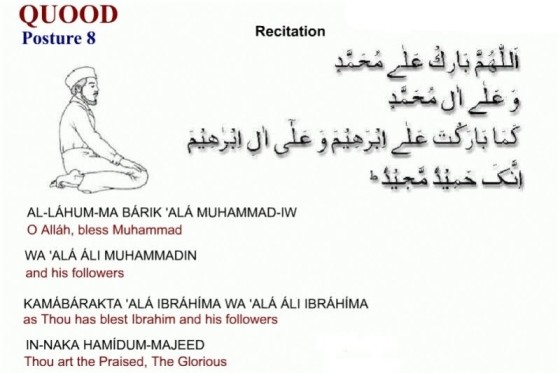 QUOOD
Posture 8
Recitation
اَللّٰهُمَّ بَارِكْ عَلٰے مُحَمَّدٍ
وَ عَلٰے اٰلِ مُحَمَّدٍ
كَمَا بَارَكْتَ عَلٰے اِبْرَهِيْمَ وَ عَلٰٓى اٰلِ اِبْرٰهِيْمَ
اِنَّكَ حَمِيْدٌ مَّجِيْدٌ ؕ
AL-LÁHUM-MA BÁRIK 'ALÁ MUHAMMAD-IW
O Alláh, bless Muhammad
WA 'ALÁ ÁLI MUHAMMADIN
and his followers
KAMÁBÁRAKTA 'ALÁ IBRÁHÍMA WA 'ALÁ ÁLI IBRÁHÍMA
as Thou has blest Ibrahim and his followers
IN-NAKA HAMÍDUM-MAJEED
Thou art the Praised, The Glorious